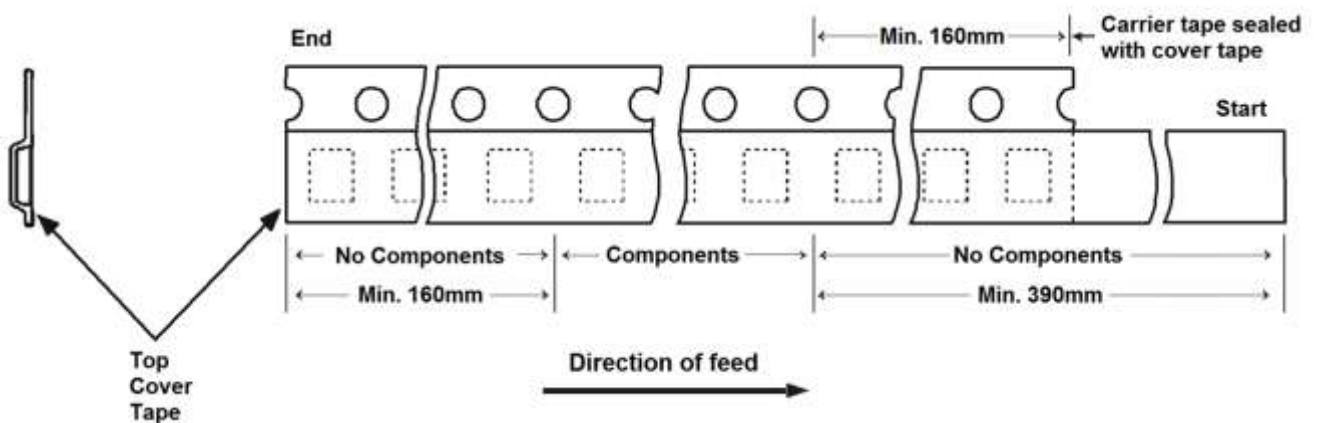 End
Min. 160mm
Carrier tape sealed
with cover tape
Start
No Components
Components
No Components
Min. 160mm
Min. 390mm
Top
Cover
Tape
Direction of feed